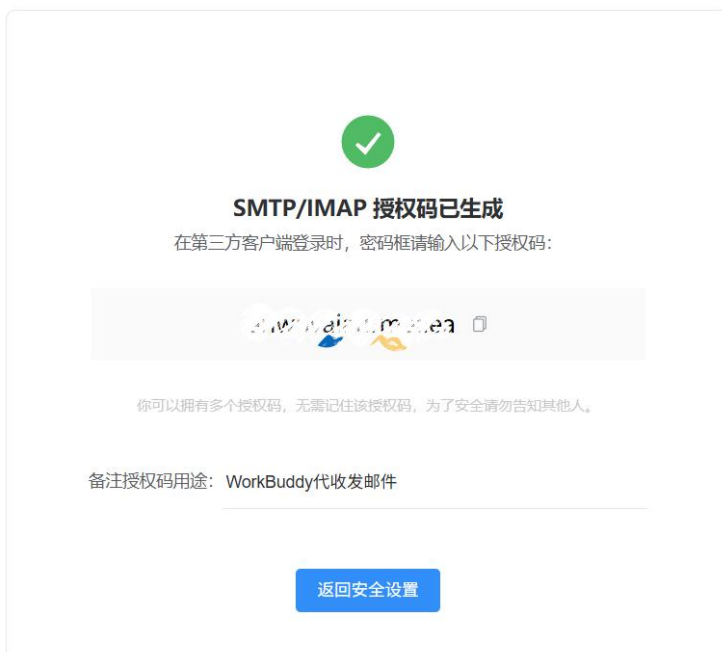 SMTP/IMAP 授权码已生成
在第三方客户端登录时，密码框请输入以下授权码：
你可以拥有多个授权码，无需记住该授权码，为了安全请勿告知其他人。
备注授权码用途： WorkBuddy代收发邮件
返回安全设置